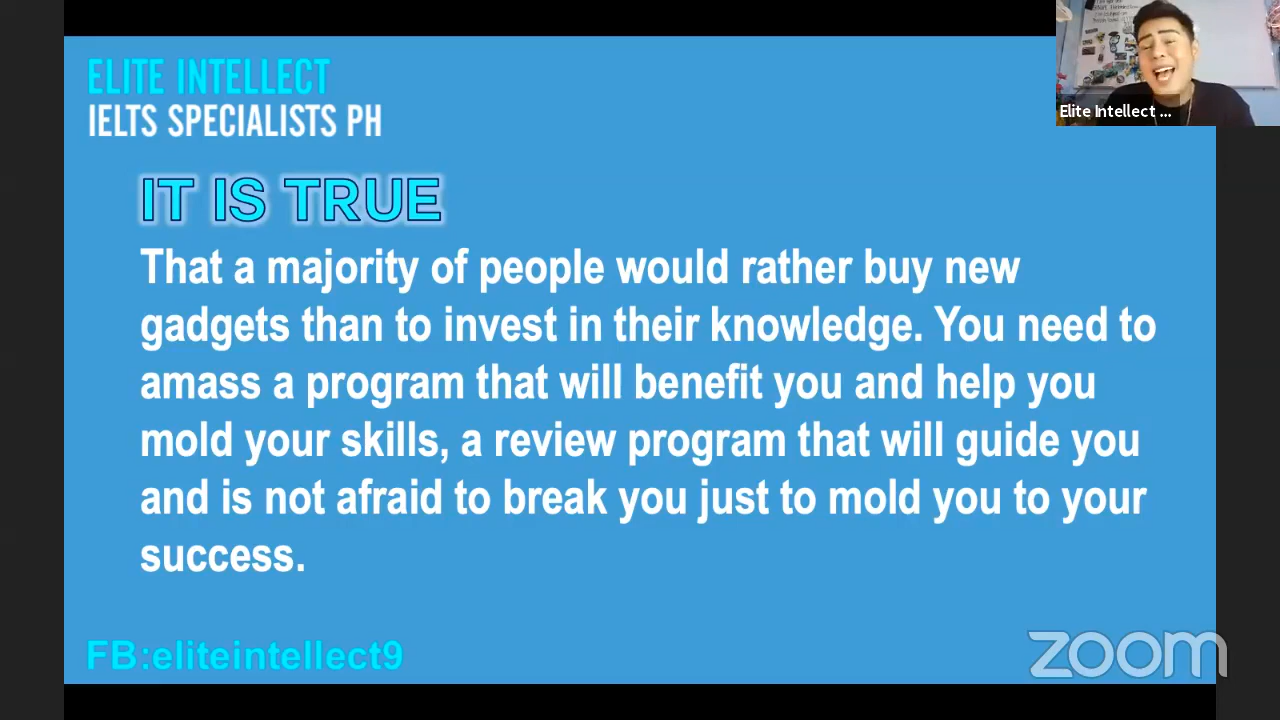 ELITE INTELLECT
IELTS SPECIALISTS PH
Elite Intellect ...
IT IS TRUE
That a majority of people would rather buy new
gadgets than to invest in their knowledge. You need to
amass a program that will benefit you and help you
mold your skills, a review program that will guide you
and is not afraid to break you just to mold you to your
success.
FB:eliteintellect9
zoom